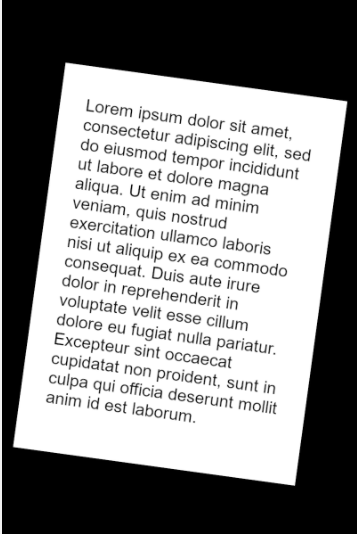 Lorem ipsum dolor sit amet,
consectetur adipiscing elit, sed
do eiusmod tempor incididunt
ut labore et dolore magna
aliqua. Ut enim ad minim
veniam, quis nostrud
exercitation ullamco laboris
nisi ut aliquip ex ea commodo
consequat. Duis aute irure
dolor in reprehenderit in
voluptate velit esse cillum
dolore eu fugiat nulla pariatur.
Excepteur sint occaecat
cupidatat non proident, sunt in
culpa qui officia deserunt mollit
anim id est laborum.